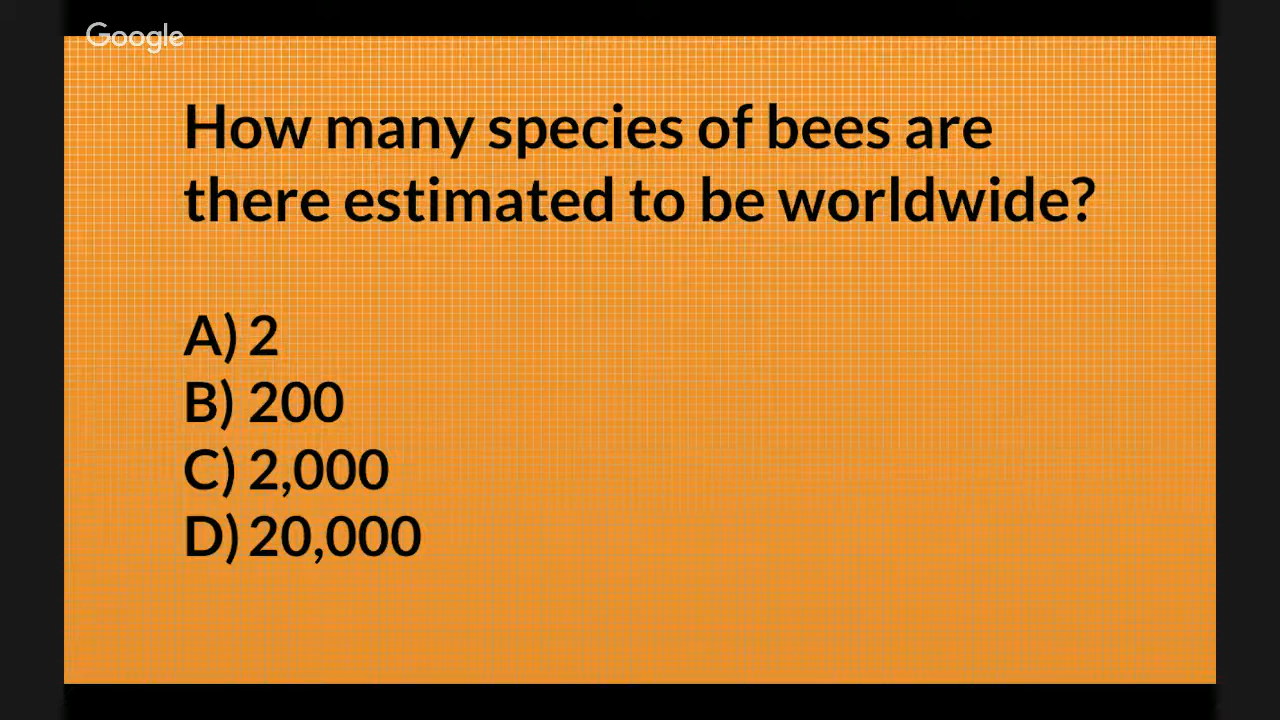 Google
How many species of bees are
there estimated to be worldwide?
A) 2
B) 200
C) 2,000
D) 20,000